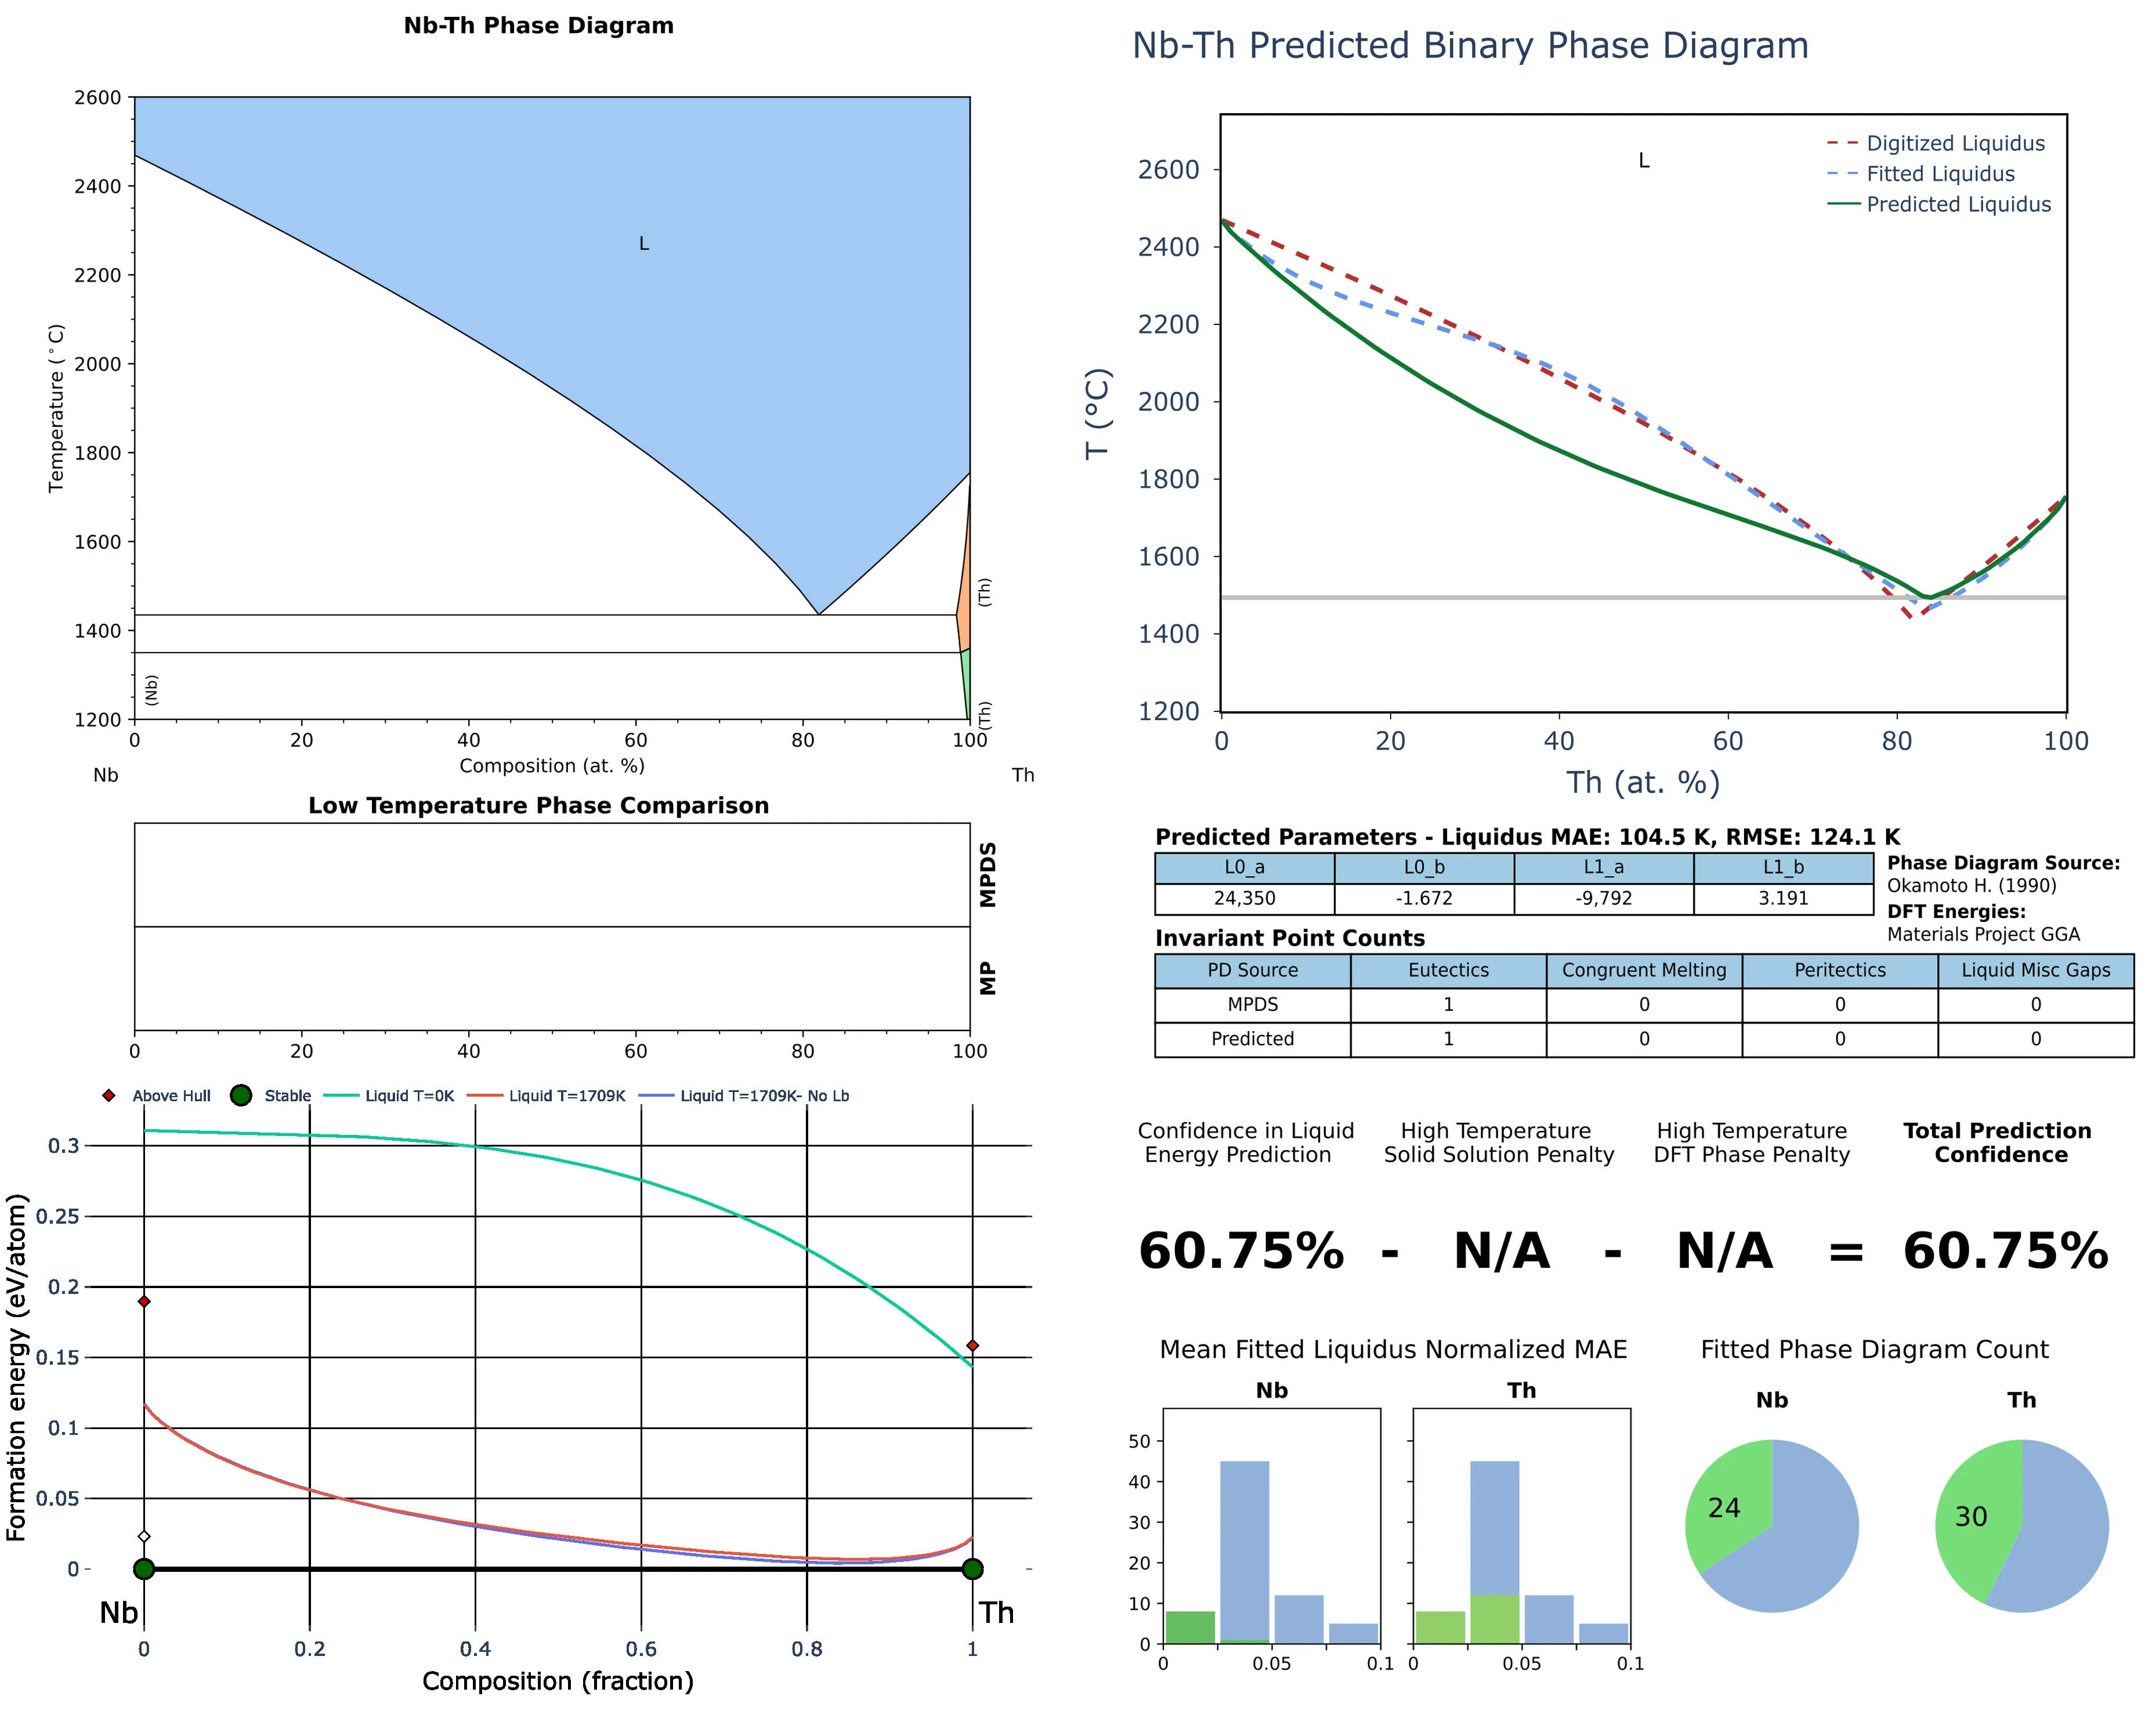 Nb-Th Phase Diagram
2600
2400
2200
2000
1800
1600
1400
1200
Temperature (°C)
L
(Th)
(Nb)
(Th)
0 20 40 60 80 100
Composition (at. %)
Nb Th
Low Temperature Phase Comparison
MPDS
MP
0 20 40 60 80 100
Above Hull Stable Liquid T=0K Liquid T=1709K Liquid T=1709K- No Lb
0.3
0.25
0.2
0.15
0.1
0.05
0
Formation energy (eV/atom)
Nb Th
0 0.2 0.4 0.6 0.8 1
Composition (fraction)
Nb-Th Predicted Binary Phase Diagram
L
Digitized Liquidus
Fitted Liquidus
Predicted Liquidus
2600
2400
2200
2000
1800
1600
1400
1200
T (°C)
0 20 40 60 80 100
Th (at. %)
Predicted Parameters - Liquidus MAE: 104.5 K, RMSE: 124.1 K
L0_a L0_b L1_a L1_b
24,350 -1.672 -9,792 3.191
Phase Diagram Source:
Okamoto H. (1990)
DFT Energies:
Materials Project GGA
Invariant Point Counts
PD Source Eutectics Congruent Melting Peritectics Liquid Misc Gaps
MPDS 1 0 0 0
Predicted 1 0 0 0
Confidence in Liquid Energy Prediction
High Temperature Solid Solution Penalty
High Temperature DFT Phase Penalty
Total Prediction Confidence
60.75% - N/A - N/A = 60.75%
Mean Fitted Liquidus Normalized MAE
Nb Th
50
40
30
20
10
0
0 0.05 0.1 0 0.05 0.1
Fitted Phase Diagram Count
Nb Th
24 30